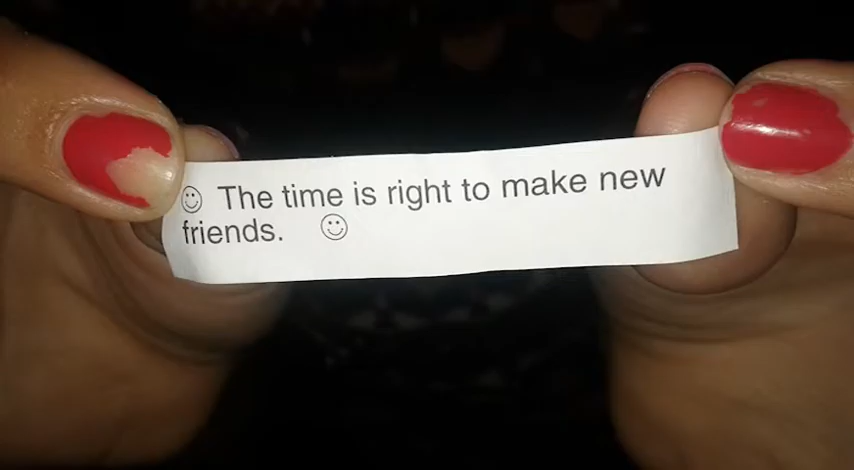 ☺ The time is right to make new
friends. ☺